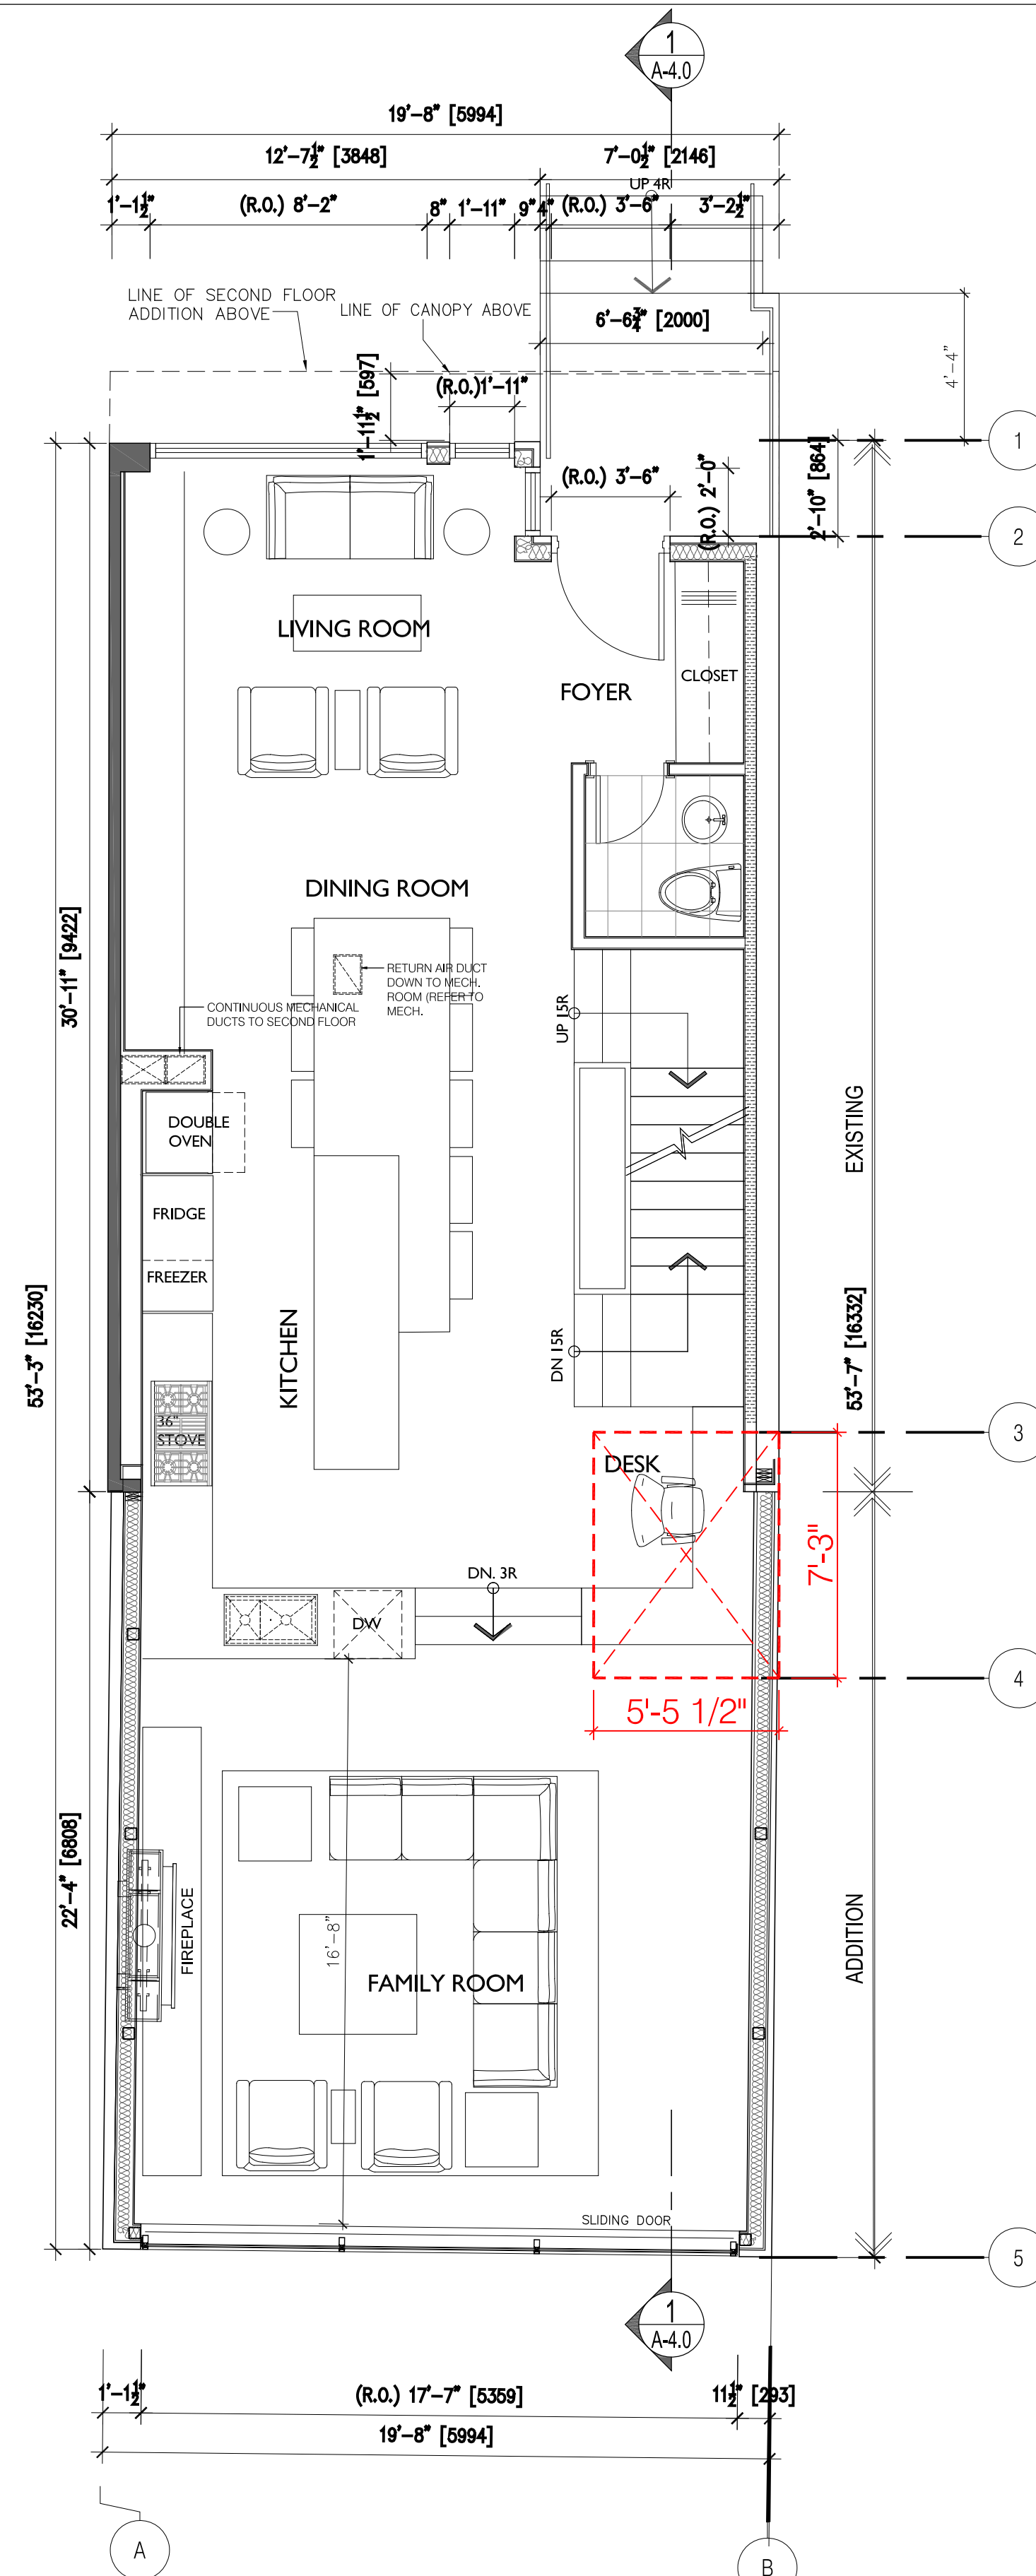 1
A-4.0
19'-8" [5994]
12'-7½" [3848]
7'-0½" [2146]
UP 4R
1'-1½"
(R.O.) 8'-2"
8"
1'-11"
9"
4"
(R.O.) 3'-6"
3'-2½"
LINE OF SECOND FLOOR
ADDITION ABOVE
LINE OF CANOPY ABOVE
6'-6¾" [2000]
4'-4"
1'-11½" [597]
(R.O.)1'-11"
1
(R.O.) 3'-6"
(R.O.) 2'-0"
2'-10" [864]
2
LIVING ROOM
FOYER
CLOSET
DINING ROOM
30'-11" [9422]
RETURN AIR DUCT
DOWN TO MECH.
ROOM (REFER TO
MECH.
CONTINUOUS MECHANICAL
DUCTS TO SECOND FLOOR
UP 15R
DOUBLE
OVEN
EXISTING
FRIDGE
FREEZER
53'-3" [16230]
KITCHEN
DN 15R
53'-7" [16332]
36"
STOVE
DESK
3
7'-3"
DN. 3R
DW
4
5'-5 1/2"
22'-4" [6808]
FIREPLACE
16'-8"
FAMILY ROOM
ADDITION
SLIDING DOOR
5
1
A-4.0
1'-1½"
(R.O.) 17'-7" [5359]
11½" [293]
19'-8" [5994]
A
B